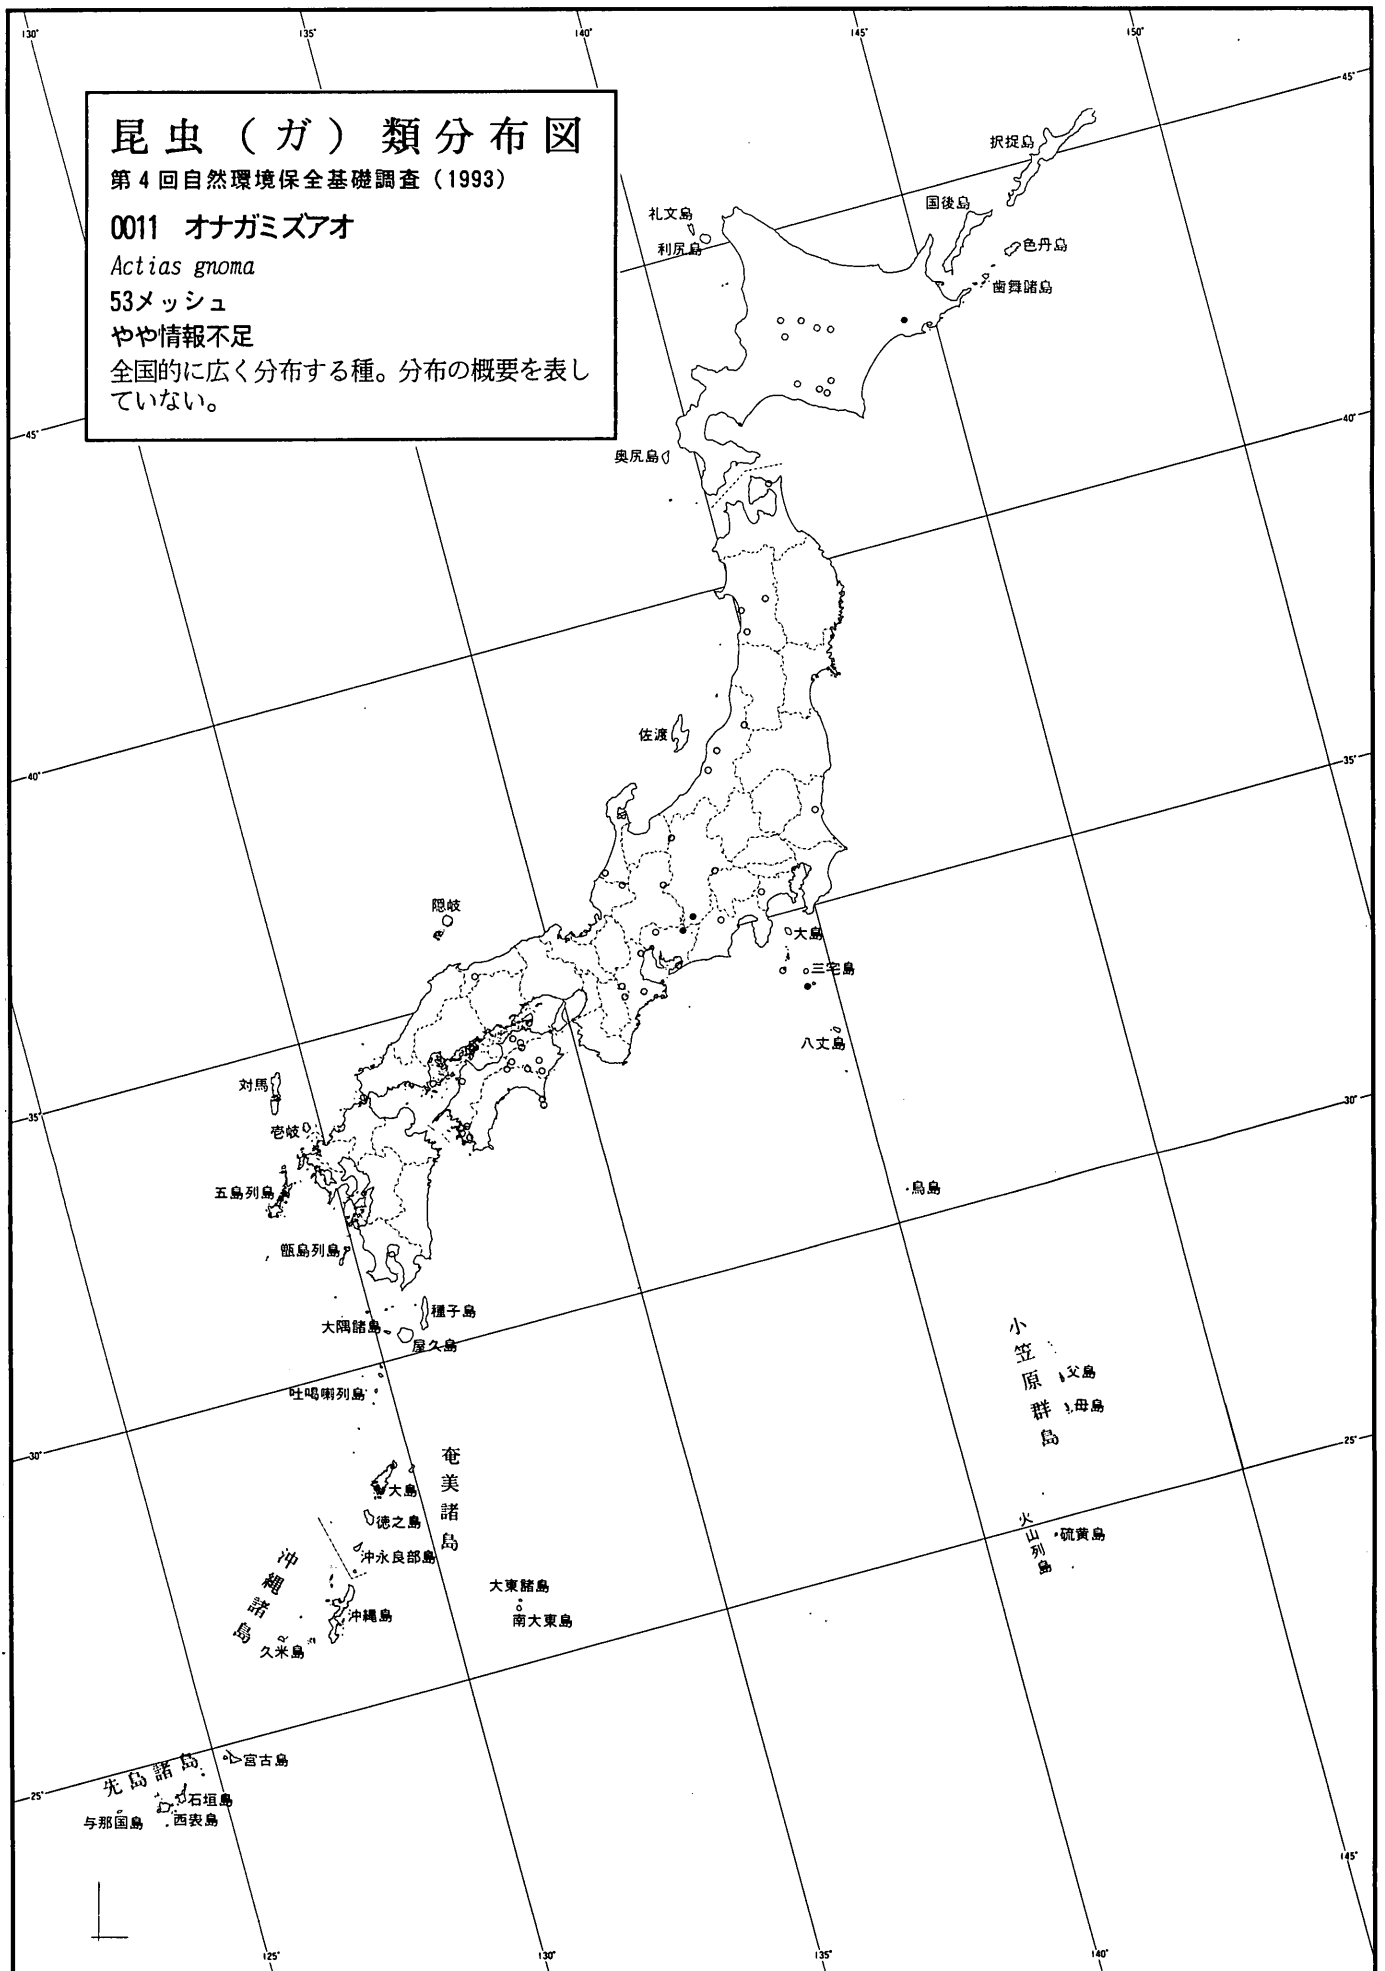 130°
135°
140°
145°
150°
45°
昆虫（ガ）類分布図
第4回自然環境保全基礎調査（1993）
0011 オナガミズアオ
Actias gnoma
53メッシュ
やや情報不足
全国的に広く分布する種。分布の概要を表し
ていない。
択捉島
国後島
色丹島
歯舞諸島
礼文島
利尻島
45°
40°
奥尻島
佐渡
40°
35°
隠岐
大島
三宅島
八丈島
対馬
壱岐
35°
30°
五島列島
鳥島
甑島列島
種子島
大隅諸島
屋久島
吐噶喇列島
小笠原群島
父島
母島
30°
25°
奄美諸島
大島
徳之島
沖永良部島
火山列島
硫黄島
沖縄諸島
沖縄島
久米島
大東諸島
南大東島
先島諸島
宮古島
石垣島
西表島
与那国島
25°
145°
125°
130°
135°
140°